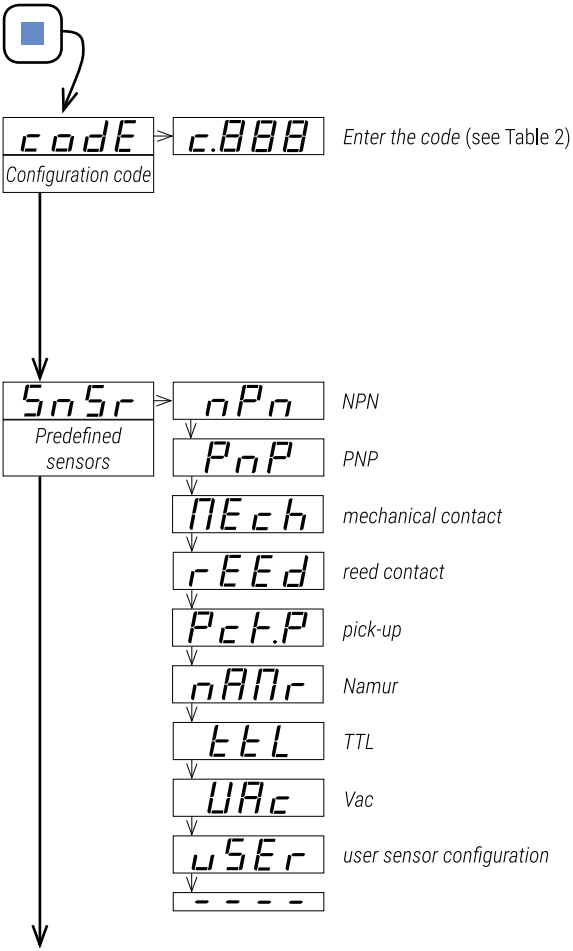 codE c.888 Enter the code (see Table 2)
Configuration code
SnSr nPn NPN
Predefined
sensors
PnP PNP
MEch mechanical contact
rEEd reed contact
Pck.P pick-up
nAMr Namur
ttL TTL
VAc Vac
uSEr user sensor configuration
----